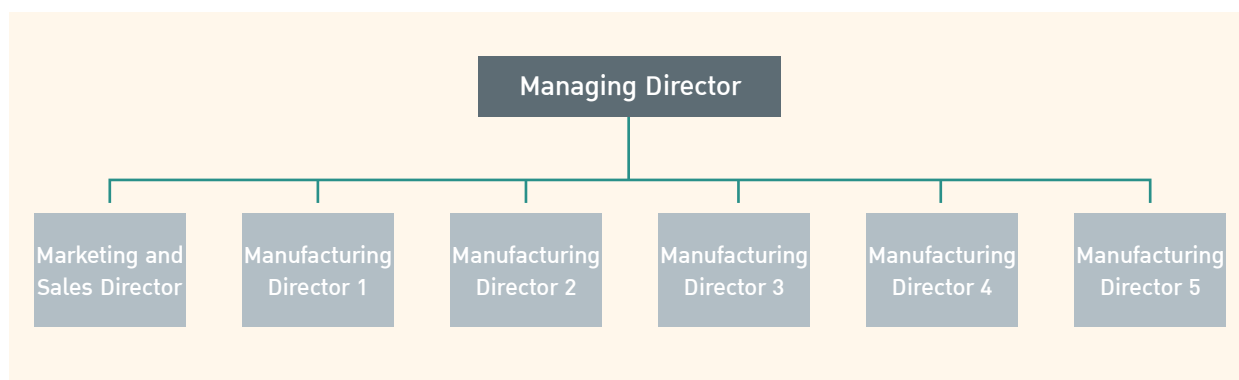 Managing Director
Marketing and
Sales Director
Manufacturing
Director 1
Manufacturing
Director 2
Manufacturing
Director 3
Manufacturing
Director 4
Manufacturing
Director 5